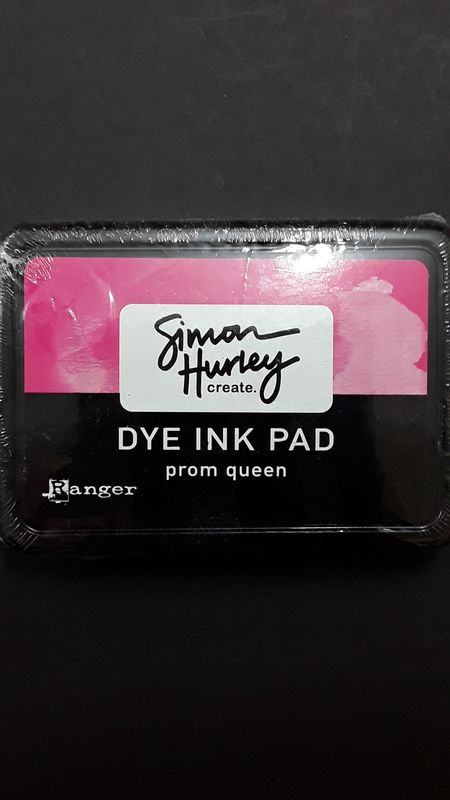 Simon
Hurley
create.
DYE INK PAD
prom queen
Ranger